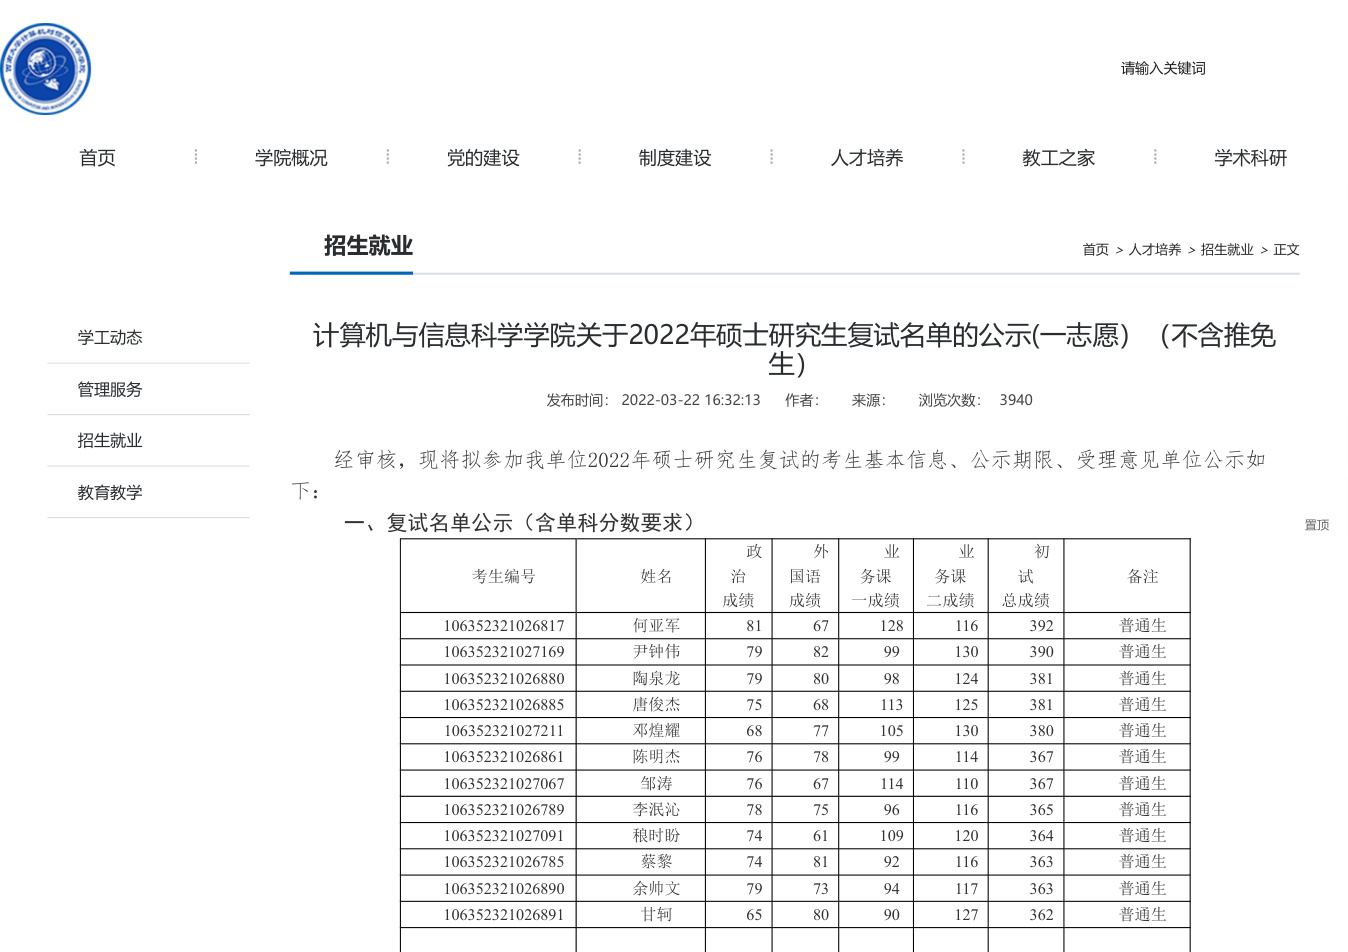 请输入关键词
首页 学院概况 党的建设 制度建设 人才培养 教工之家 学术科研
招生就业
首页 > 人才培养 > 招生就业 > 正文
学工动态
管理服务
招生就业
教育教学
计算机与信息科学学院关于2022年硕士研究生复试名单的公示(一志愿）（不含推免
生）
发布时间： 2022-03-22 16:32:13 作者： 来源： 浏览次数： 3940
经审核，现将拟参加我单位2022年硕士研究生复试的考生基本信息、公示期限、受理意见单位公示如
下：
一、复试名单公示（含单科分数要求）
置顶
考生编号 姓名 政治成绩 外国语成绩 业务课一成绩 业务课二成绩 初试总成绩 备注
106352321026817 何亚军 81 67 128 116 392 普通生
106352321027169 尹钟伟 79 82 99 130 390 普通生
106352321026880 陶泉龙 79 80 98 124 381 普通生
106352321026885 唐俊杰 75 68 113 125 381 普通生
106352321027211 邓煌耀 68 77 105 130 380 普通生
106352321026861 陈明杰 76 78 99 114 367 普通生
106352321027067 邹涛 76 67 114 110 367 普通生
106352321026789 李泯沁 78 75 96 116 365 普通生
106352321027091 稂时盼 74 61 109 120 364 普通生
106352321026785 蔡黎 74 81 92 116 363 普通生
106352321026890 余帅文 79 73 94 117 363 普通生
106352321026891 甘轲 65 80 90 127 362 普通生